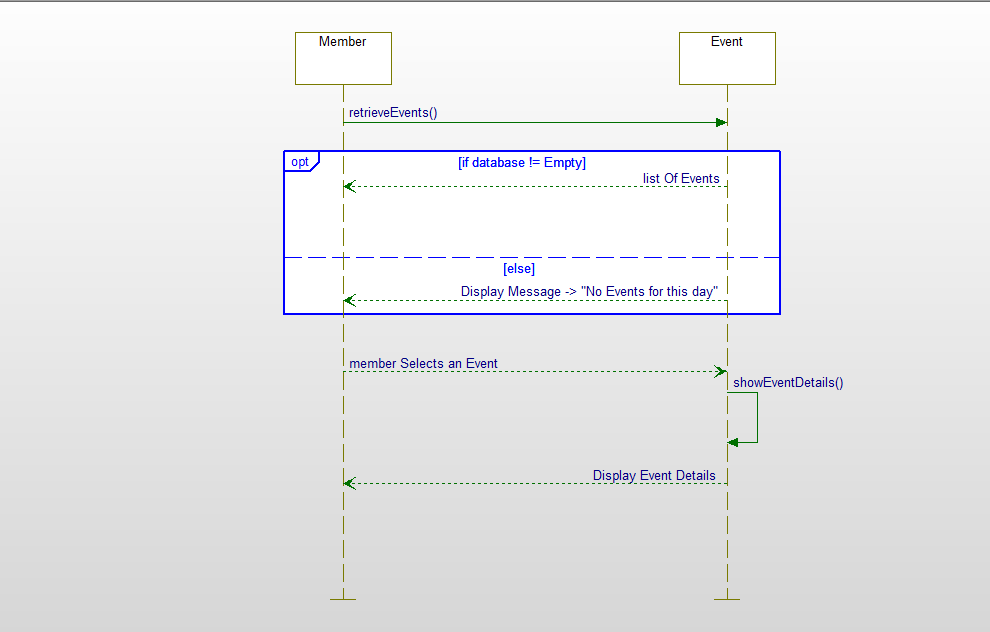 Member
Event
retrieveEvents()
opt
[if database != Empty]
list Of Events
[else]
Display Message -> "No Events for this day"
member Selects an Event
showEventDetails()
Display Event Details